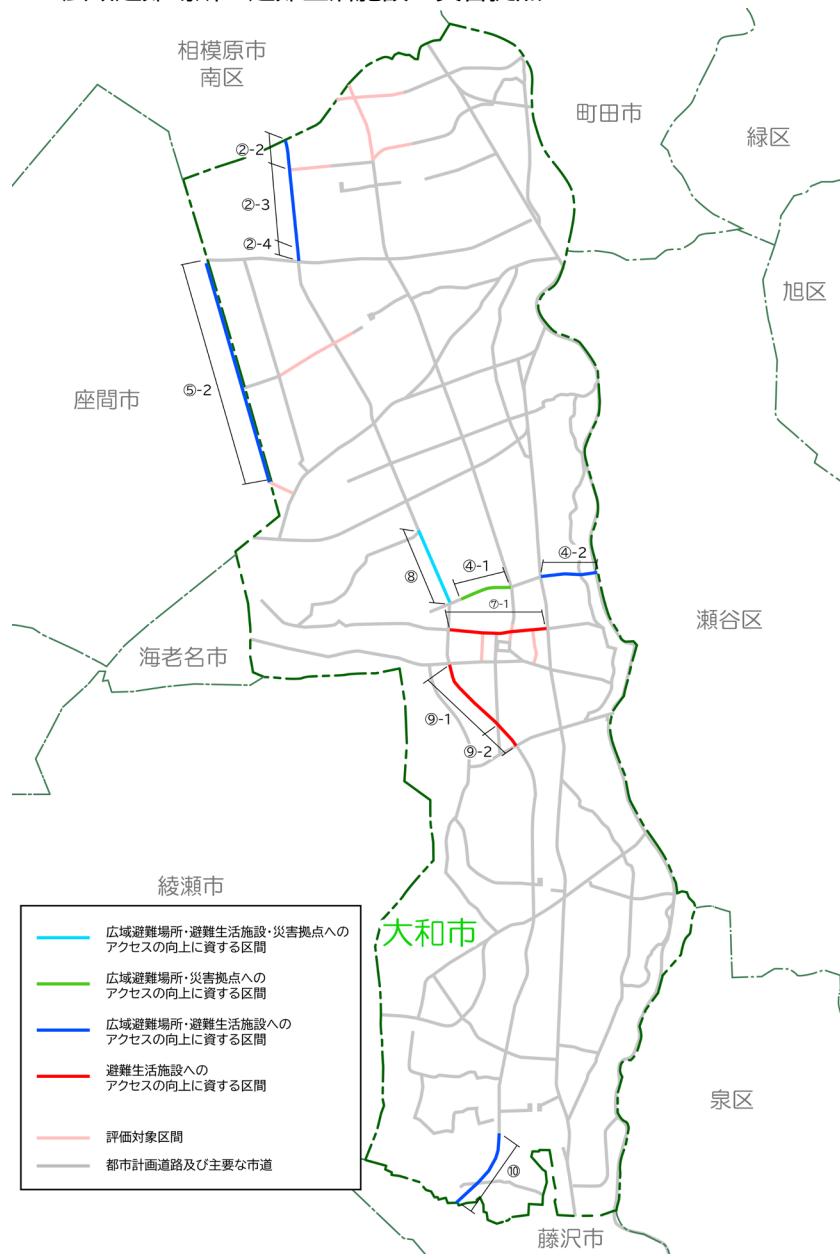 相模原市
南区
町田市
緑区
②-2
②-3
②-4
旭区
座間市
⑤-2
④-2
④-1
⑧
⑦-1
瀬谷区
海老名市
⑨-1
⑨-2
綾瀬市
大和市
広域避難場所・避難生活施設・災害拠点への
アクセスの向上に資する区間
広域避難場所・災害拠点への
アクセスの向上に資する区間
広域避難場所・避難生活施設への
アクセスの向上に資する区間
避難生活施設への
アクセスの向上に資する区間
評価対象区間
都市計画道路及び主要な市道
泉区
⑩
藤沢市